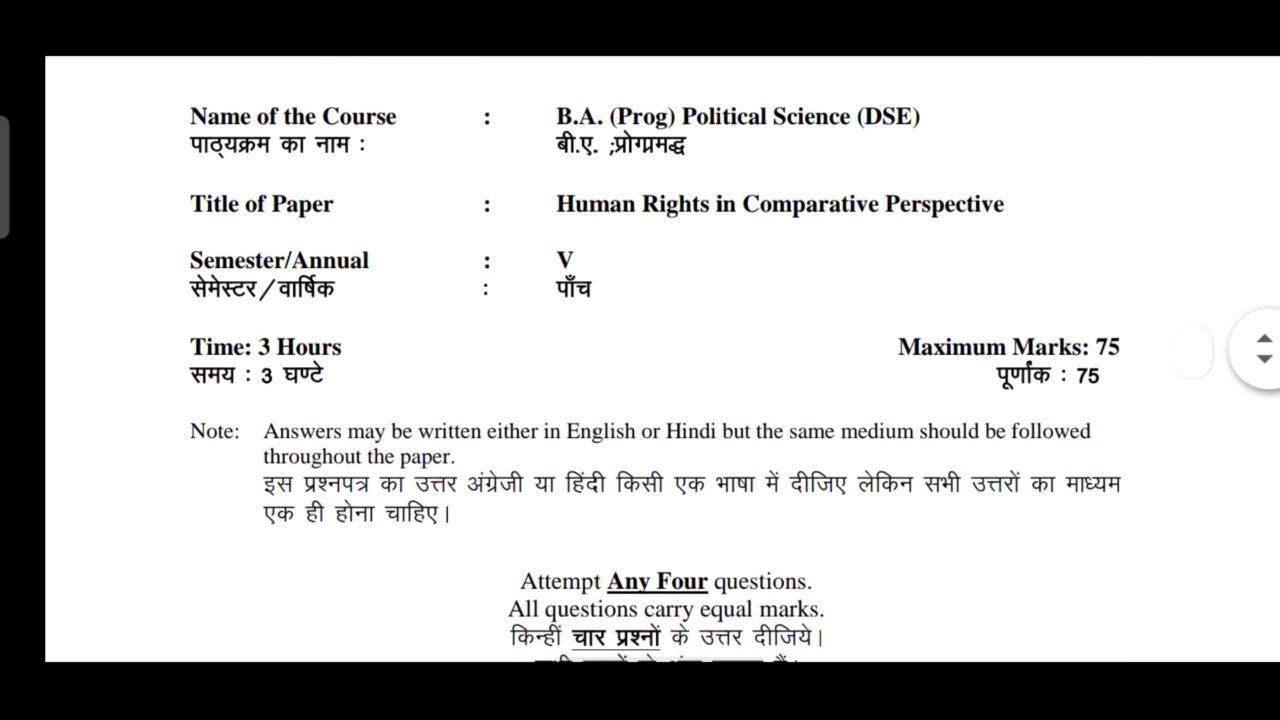 Name of the Course : B.A. (Prog) Political Science (DSE)
पाठ्यक्रम का नाम : बी.ए. ;प्रोगामद्ध
Title of Paper : Human Rights in Comparative Perspective
Semester/Annual : V
सेमेस्टर/वार्षिक : पाँच
Time: 3 Hours Maximum Marks: 75
समय : 3 घण्टे पूर्णांक : 75
Note: Answers may be written either in English or Hindi but the same medium should be followed
throughout the paper.
इस प्रश्नपत्र का उत्तर अंग्रेजी या हिंदी किसी एक भाषा में दीजिए लेकिन सभी उत्तरों का माध्यम
एक ही होना चाहिए।
Attempt Any Four questions.
All questions carry equal marks.
किन्हीं चार प्रश्नों के उत्तर दीजिये।